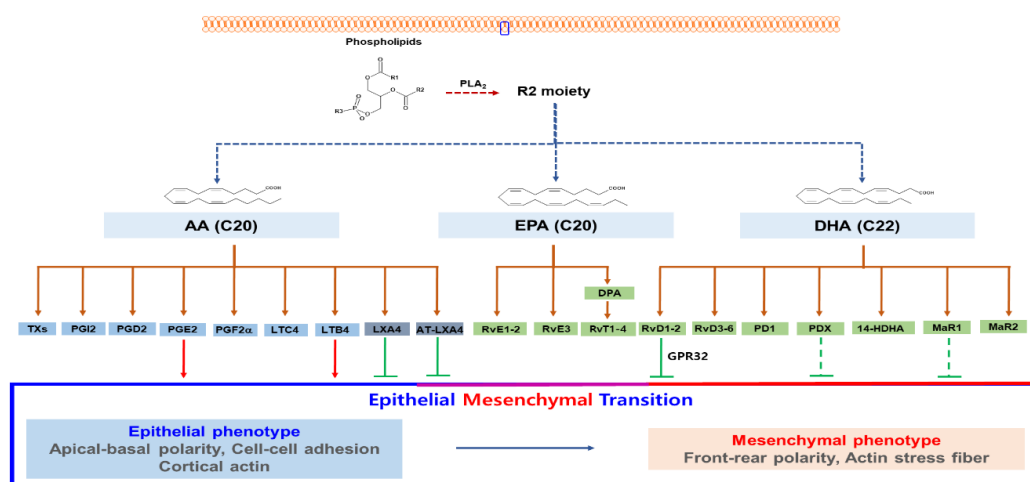 Phospholipids
O
R1
O
O
R2
O
O
P
R3
O
O
PLA2
R2 moiety
COOH
COOH
COOH
AA (C20)
EPA (C20)
DHA (C22)
DPA
TXs
PGI2
PGD2
PGE2
PGF2α
LTC4
LTB4
LXA4
AT-LXA4
RvE1-2
RvE3
RvT1-4
RvD1-2
RvD3-6
PD1
PDX
14-HDHA
MaR1
MaR2
GPR32
Epithelial Mesenchymal Transition
Epithelial phenotype
Apical-basal polarity, Cell-cell adhesion
Cortical actin
Mesenchymal phenotype
Front-rear polarity, Actin stress fiber